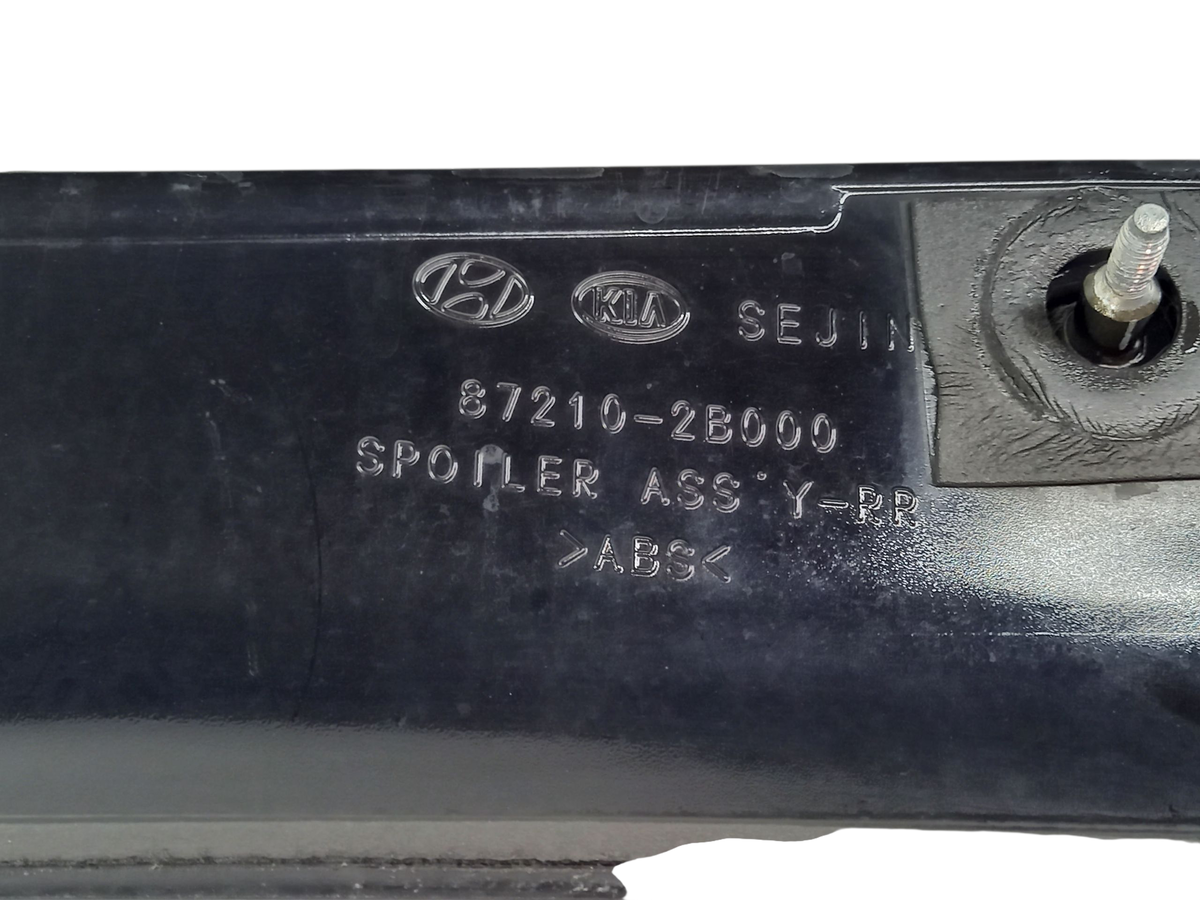 KIA SEJIN
87210-2B000
SPOILER ASS'Y-RR
>ABS<